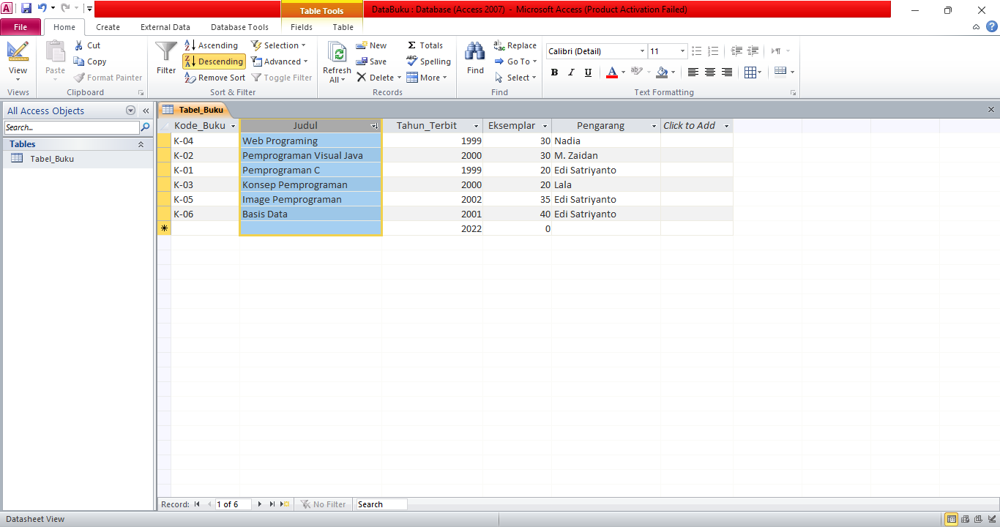 Table Tools
DataBuku : Database (Access 2007) - Microsoft Access (Product Activation Failed)
File Home Create External Data Database Tools Fields Table
View
Views
Paste
Cut
Copy
Format Painter
Clipboard
Filter
Ascending
Descending
Remove Sort
Selection
Advanced
Toggle Filter
Sort & Filter
Refresh All
New
Save
Delete
Totals
Spelling
More
Records
Find
Replace
Go To
Select
Find
Calibri (Detail) 11
B I U A ab
Text Formatting
All Access Objects
Search...
Tables
Tabel_Buku
Tabel_Buku
Kode_Buku Judul Tahun_Terbit Eksemplar Pengarang Click to Add
K-04 Web Programing 1999 30 Nadia
K-02 Pemprograman Visual Java 2000 30 M. Zaidan
K-01 Pemprograman C 1999 20 Edi Satriyanto
K-03 Konsep Pemprograman 2000 20 Lala
K-05 Image Pemprograman 2002 35 Edi Satriyanto
K-06 Basis Data 2001 40 Edi Satriyanto
2022 0
Record: 1 of 6 No Filter Search
Datasheet View